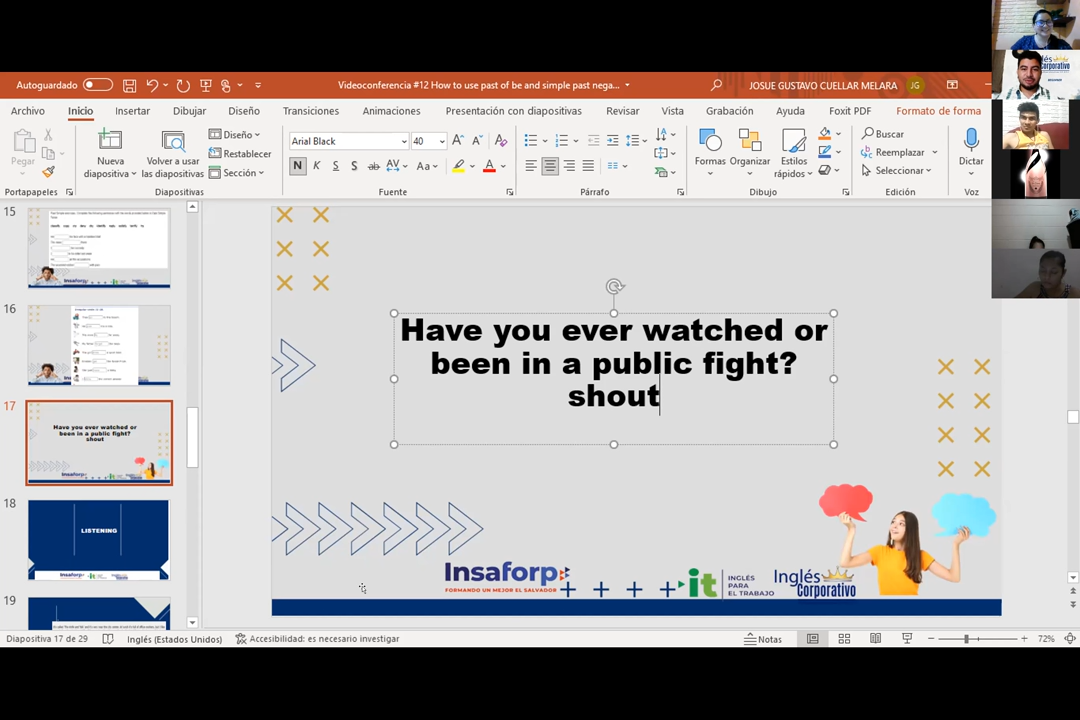 Autoguardado
Videoconferencia #12 How to use past of be and simple past nega...
JOSUE GUSTAVO CUELLAR MELARA
JG
Archivo Inicio Insertar Dibujar Diseño Transiciones Animaciones Presentación con diapositivas Revisar Vista Grabación Ayuda Foxit PDF Formato de forma
Pegar
Portapapeles
Nueva diapositiva
Volver a usar las diapositivas
Diseño
Restablecer
Sección
Diapositivas
Arial Black 40
N K S S ab AV Aa A
Fuente
Párrafo
Formas
Organizar
Estilos rápidos
Dibujo
Buscar
Reemplazar
Seleccionar
Edición
Dictar
Voz
15
Insaforp
16
Insaforp
17
Have you ever watched or
been in a public fight?
shout
18
LISTENING
19
Have you ever watched or
been in a public fight?
shout
Insaforp
FORMANDO UN MEJOR EL SALVADOR
it
INGLÉS
PARA
EL TRABAJO
Inglés
Corporativo
Diapositiva 17 de 29
Inglés (Estados Unidos)
Accesibilidad: es necesario investigar
Notas
72%